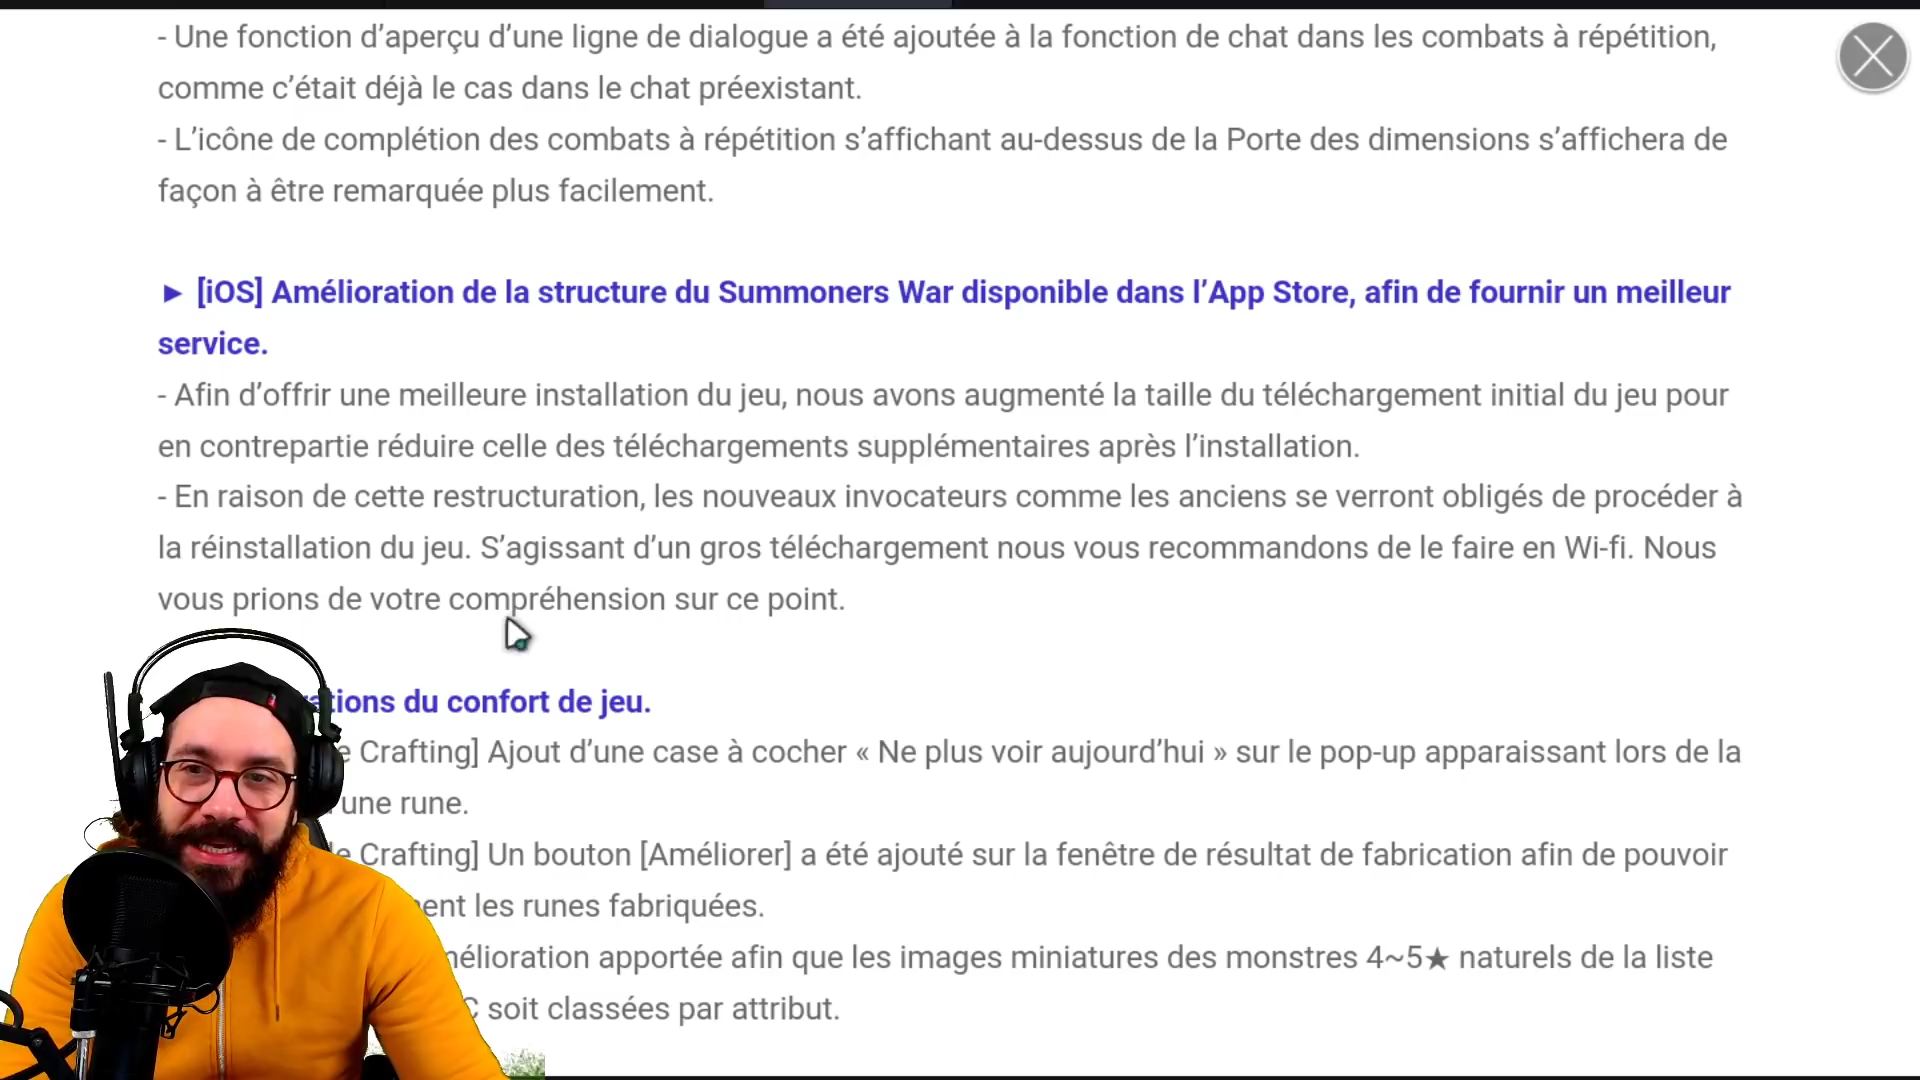 - Une fonction d’aperçu d’une ligne de dialogue a été ajoutée à la fonction de chat dans les combats à répétition,
comme c’était déjà le cas dans le chat préexistant.
- L’icône de complétion des combats à répétition s’affichant au-dessus de la Porte des dimensions s’affichera de
façon à être remarquée plus facilement.
► [iOS] Amélioration de la structure du Summoners War disponible dans l’App Store, afin de fournir un meilleur
service.
- Afin d’offrir une meilleure installation du jeu, nous avons augmenté la taille du téléchargement initial du jeu pour
en contrepartie réduire celle des téléchargements supplémentaires après l’installation.
- En raison de cette restructuration, les nouveaux invocateurs comme les anciens se verront obligés de procéder à
la réinstallation du jeu. S’agissant d’un gros téléchargement nous vous recommandons de le faire en Wi-fi. Nous
vous prions de votre compréhension sur ce point.
du confort de jeu.
Crafting] Ajout d’une case à cocher « Ne plus voir aujourd’hui » sur le pop-up apparaissant lors de la
une rune.
Crafting] Un bouton [Améliorer] a été ajouté sur la fenêtre de résultat de fabrication afin de pouvoir
les runes fabriquées.
apportée afin que les images miniatures des monstres 4~5★ naturels de la liste
soit classées par attribut.